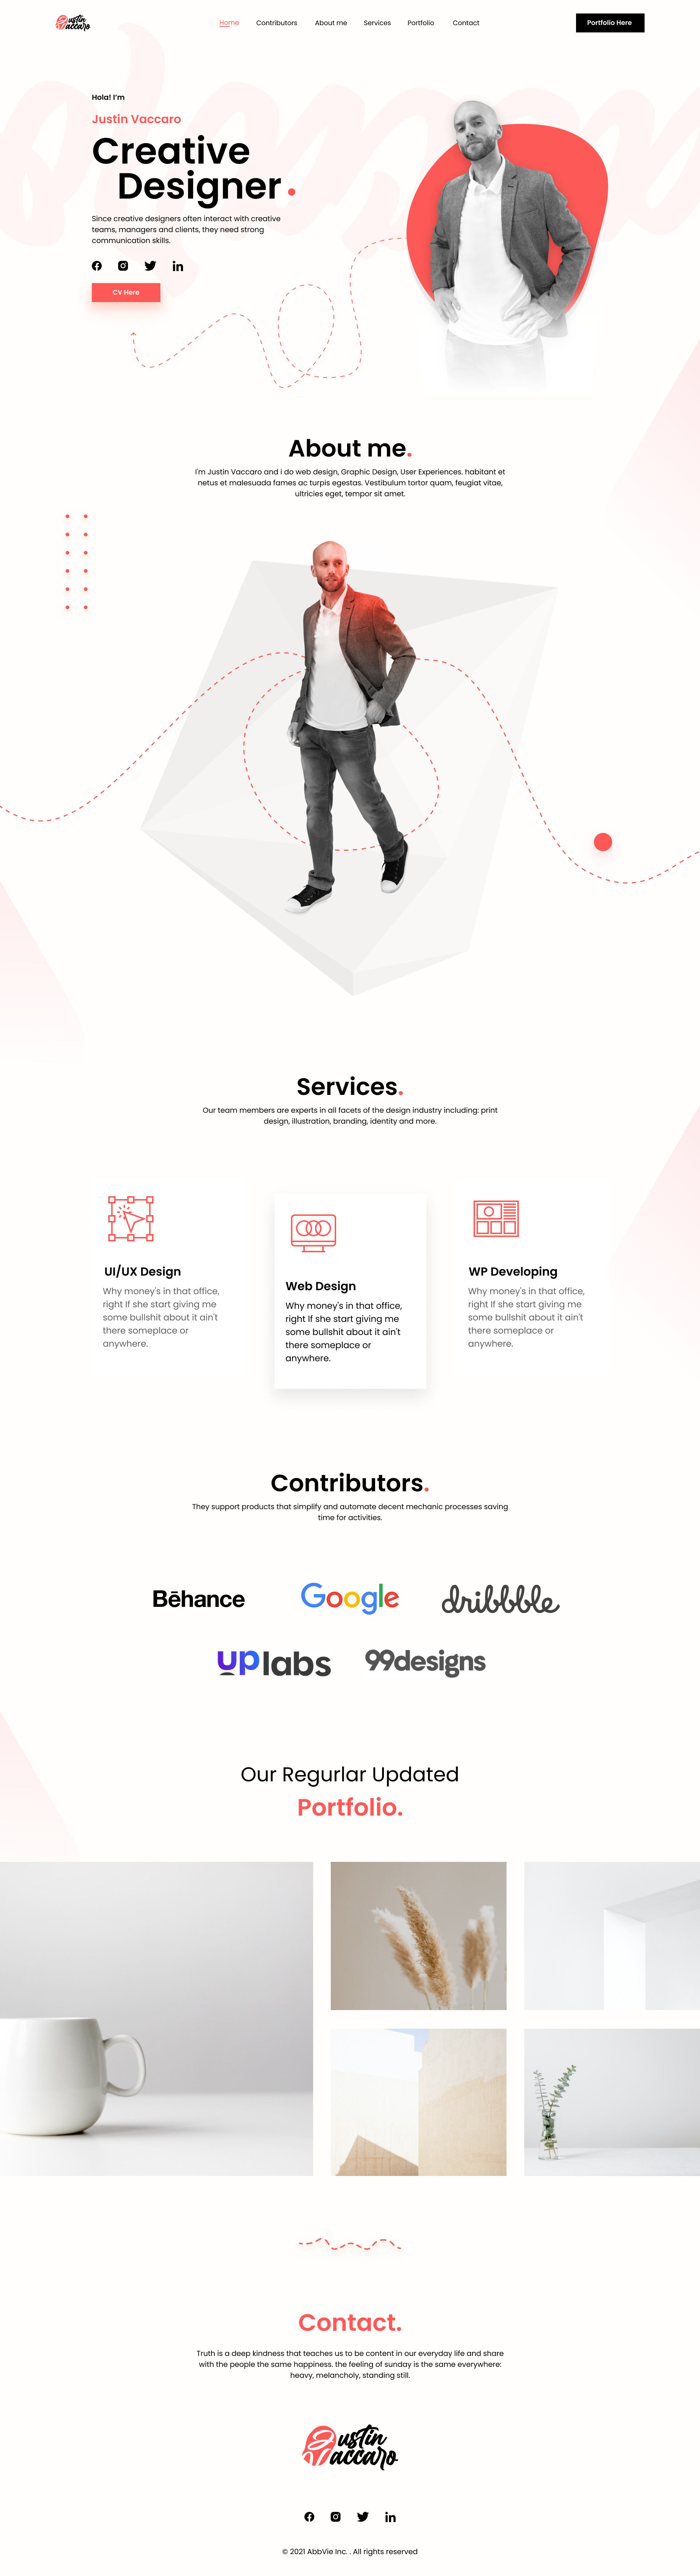 Justin
Vaccaro
Home Contributors About me Services Portfolio Contact
Portfolio Here
Hola! I'm
Justin Vaccaro
Creative
Designer.
Since creative designers often interact with creative
teams, managers and clients, they need strong
communication skills.
CV Here
About me.
I'm Justin Vaccaro and i do web design, Graphic Design, User Experiences. habitant et
netus et malesuada fames ac turpis egestas. Vestibulum tortor quam, feugiat vitae,
ultricies eget, tempor sit amet.
Services.
Our team members are experts in all facets of the design industry including: print
design, illustration, branding, identity and more.
UI/UX Design
Why money's in that office,
right If she start giving me
some bullshit about it ain't
there someplace or
anywhere.
Web Design
Why money's in that office,
right If she start giving me
some bullshit about it ain't
there someplace or
anywhere.
WP Developing
Why money's in that office,
right If she start giving me
some bullshit about it ain't
there someplace or
anywhere.
Contributors.
They support products that simplify and automate decent mechanic processes saving
time for activities.
Bēhance Google dribbble
uplabs 99designs
Our Regurlar Updated
Portfolio.
Contact.
Truth is a deep kindness that teaches us to be content in our everyday life and share
with the people the same happiness. the feeling of sunday is the same everywhere:
heavy, melancholy, standing still.
Justin
Vaccaro
© 2021 AbbVie Inc. . All rights reserved